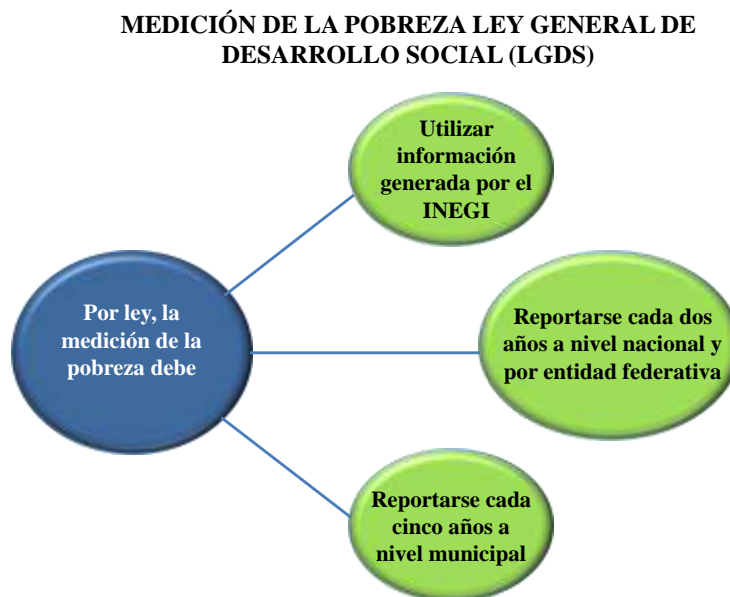 MEDICIÓN DE LA POBREZA LEY GENERAL DE
DESARROLLO SOCIAL (LGDS)
Utilizar
información
generada por el
INEGI
Por ley, la
medición de la
pobreza debe
Reportarse cada dos
años a nivel nacional y
por entidad federativa
Reportarse cada
cinco años a
nivel municipal